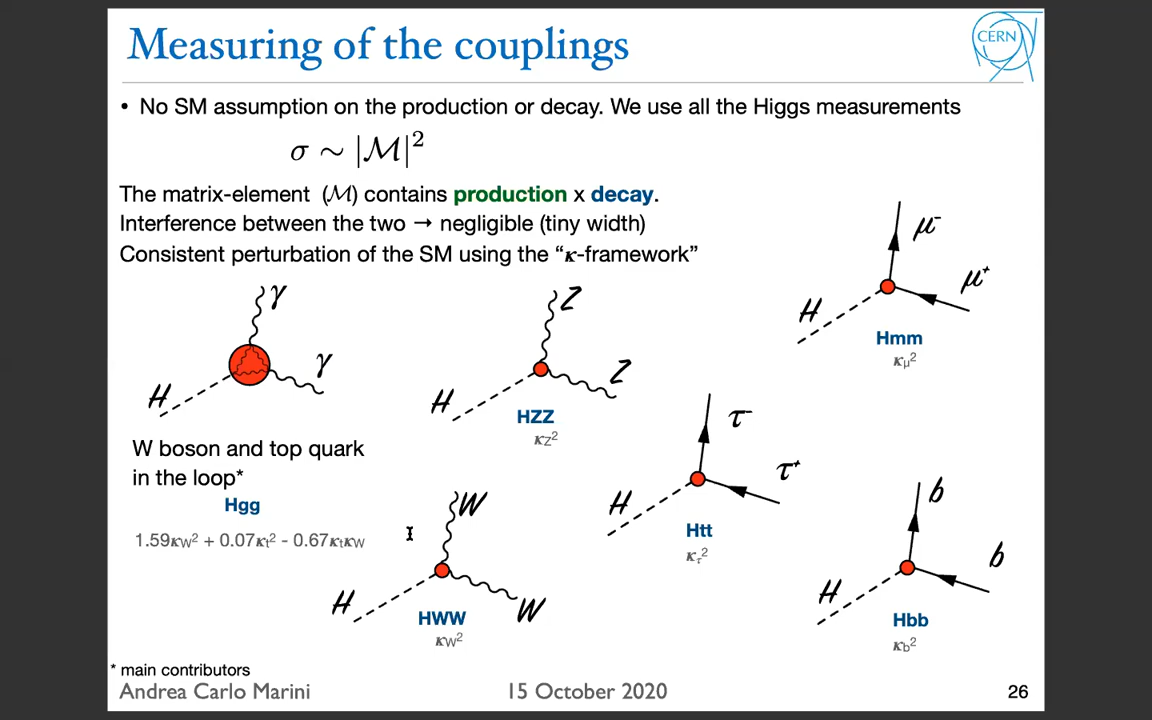 Measuring of the couplings
CERN
• No SM assumption on the production or decay. We use all the Higgs measurements
σ ∼ |ℳ|²
The matrix-element (ℳ) contains production x decay.
Interference between the two → negligible (tiny width)
Consistent perturbation of the SM using the “κ-framework”
γ
γ
H
W boson and top quark
in the loop*
Hgg
1.59κW² + 0.07κt² - 0.67κtκW
Z
Z
H
HZZ
κZ²
W
W
H
HWW
κW²
μ-
μ+
H
Hmm
κμ²
τ-
τ+
H
Htt
κτ²
b
b
H
Hbb
κb²
* main contributors
Andrea Carlo Marini
15 October 2020
26